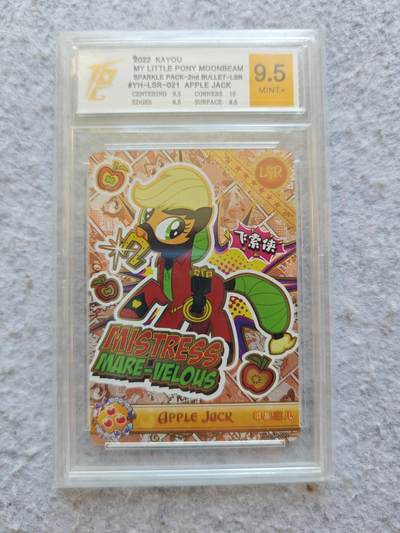 2022 KAYOU
MY LITTLE PONY MOONBEAM
SPARKLE PACK-2nd BULLET-LSR
#YH-LSR-021 APPLE JACK
CENTERING 9.5 CORNERS 10
EDGES 9.5 SURFACE 9.5
9.5
MINT+
LSR
飞索侠
MISTRESS
MARE-VELOUS
APPLE JACK